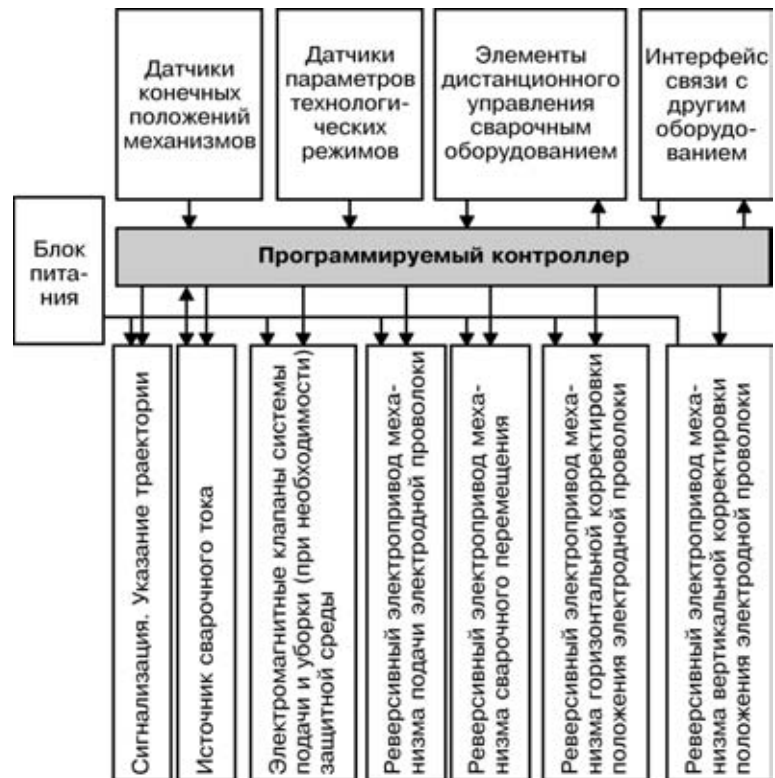 Датчики
конечных
положений
механизмов
Датчики
параметров
технологи-
ческих
режимов
Элементы
дистанционного
управления
сварочным
оборудованием
Интерфейс
связи с
другим
оборудо-
ванием
Блок
пита-
ния
Программируемый контроллер
Сигнализация. Указание траектории
Источник сварочного тока
Электромагнитные клапаны системы
подачи и уборки (при необходимости)
защитной среды
Реверсивный электропривод меха-
низма подачи электродной проволоки
Реверсивный электропривод меха-
низма сварочного перемещения
Реверсивный электропривод меха-
низма горизонтальной корректировки
положения электродной проволоки
Реверсивный электропривод меха-
низма вертикальной корректировки
положения электродной проволоки